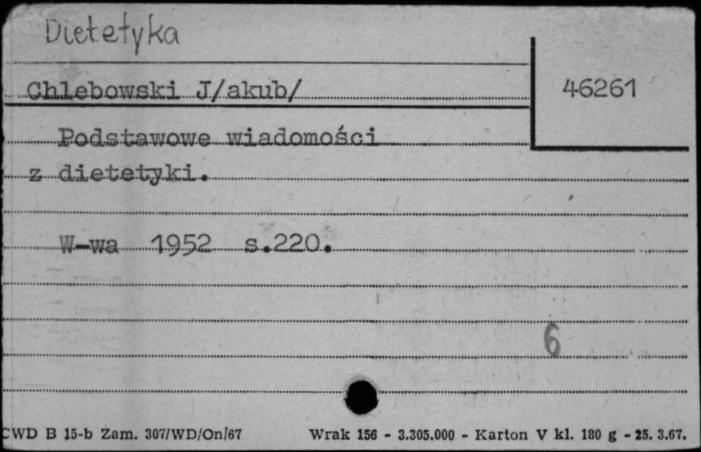 Dietetyka
Chlebowski J/akub/
46261
Podstawowe wiadomości
z dietetyki.
W-wa 1952 s.220.
6
CWD B 15-b Zam. 307/WD/On/67 Wrak 156 - 3.305.000 - Karton V kl. 180 g - 25. 3.67.